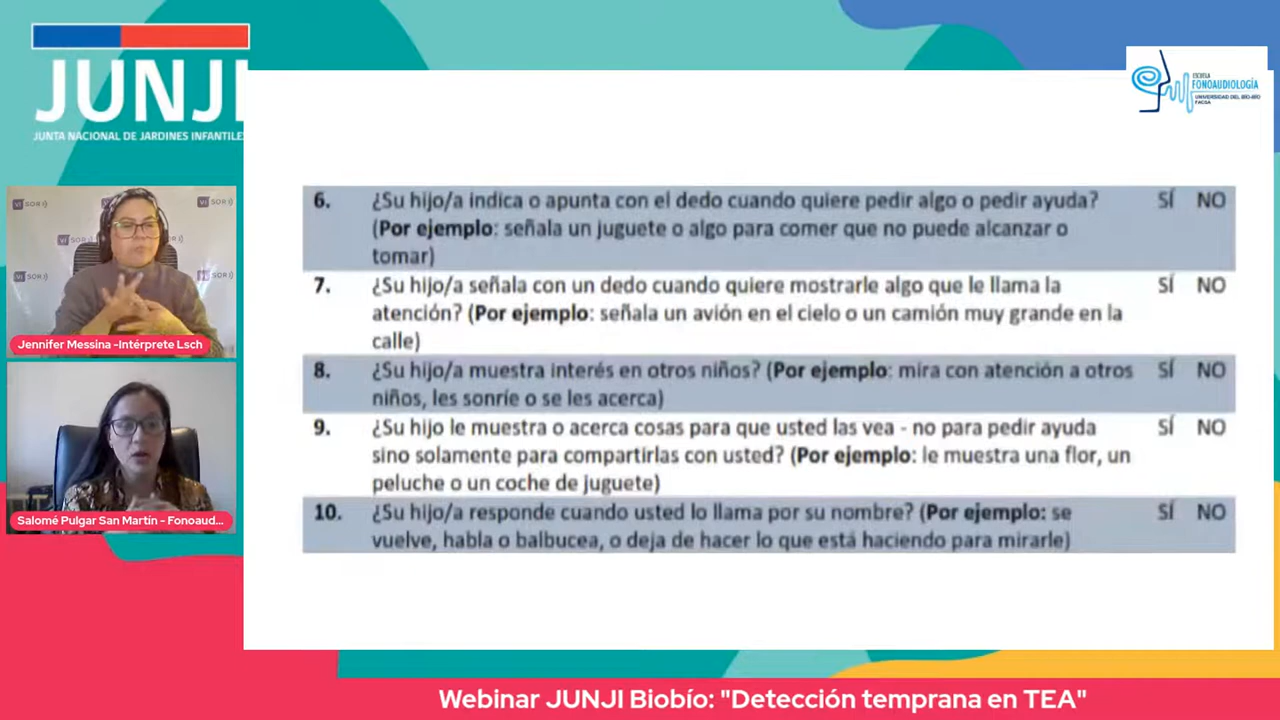 JUNJI
JUNTA NACIONAL DE JARDINES INFANTILES
ESCUELA
FONOAUDIOLOGÍA
UNIVERSIDAD DEL BÍO-BÍO
FACSA
6. ¿Su hijo/a indica o apunta con el dedo cuando quiere pedir algo o pedir ayuda? SÍ NO
(Por ejemplo: señala un juguete o algo para comer que no puede alcanzar o
tomar)
7. ¿Su hijo/a señala con un dedo cuando quiere mostrarle algo que le llama la SÍ NO
atención? (Por ejemplo: señala un avión en el cielo o un camión muy grande en la
calle)
8. ¿Su hijo/a muestra interés en otros niños? (Por ejemplo: mira con atención a otros SÍ NO
niños, les sonríe o se les acerca)
9. ¿Su hijo le muestra o acerca cosas para que usted las vea - no para pedir ayuda SÍ NO
sino solamente para compartirlas con usted? (Por ejemplo: le muestra una flor, un
peluche o un coche de juguete)
10. ¿Su hijo/a responde cuando usted lo llama por su nombre? (Por ejemplo: se SÍ NO
vuelve, habla o balbucea, o deja de hacer lo que está haciendo para mirarle)
Jennifer Messina -Intérprete Lsch
Salomé Pulgar San Martín - Fonoaud...
Webinar JUNJI Biobío: "Detección temprana en TEA"